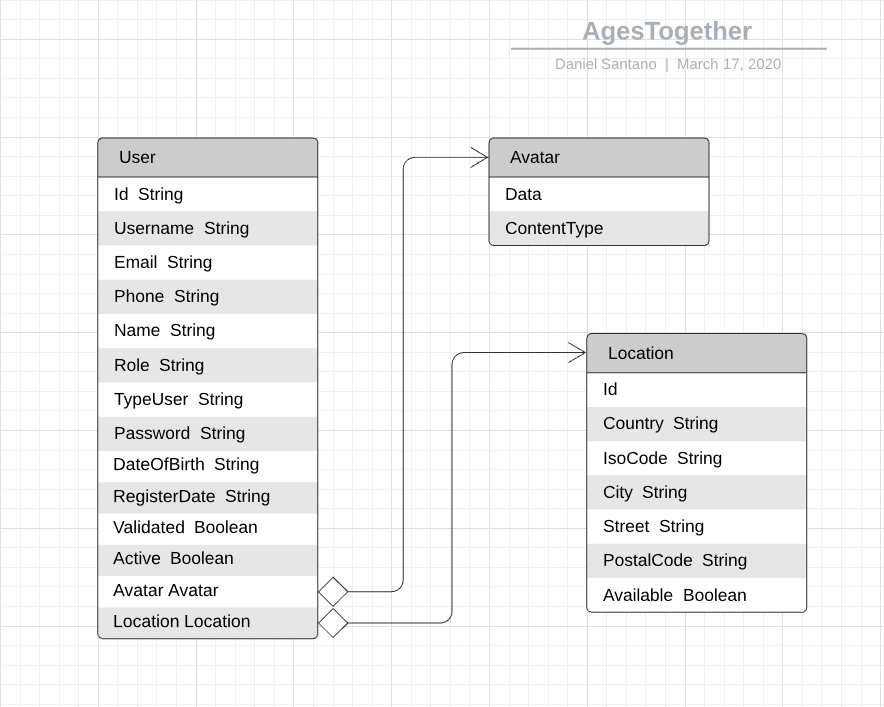 AgesTogether
Daniel Santano | March 17, 2020
User
Id String
Username String
Email String
Phone String
Name String
Role String
TypeUser String
Password String
DateOfBirth String
RegisterDate String
Validated Boolean
Active Boolean
Avatar Avatar
Location Location
Avatar
Data
ContentType
Location
Id
Country String
IsoCode String
City String
Street String
PostalCode String
Available Boolean